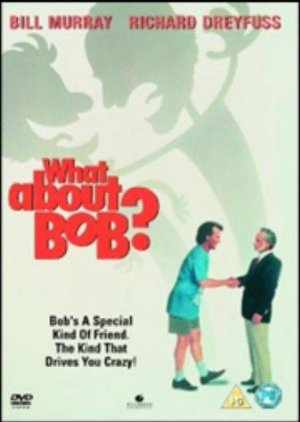 BILL MURRAY RICHARD DREYFUSS
What
about
BOB?
Bob's A Special
Kind Of Friend.
The Kind That
Drives You Crazy!
DVD
PG